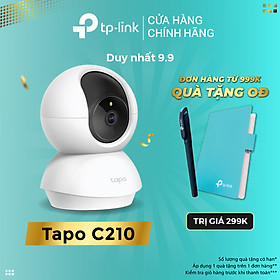 tp-link
CỬA HÀNG
CHÍNH HÃNG
Duy nhất 9.9
ĐƠN HÀNG TỪ 999K
QUÀ TẶNG 0Đ
tapo
tp-link
Tapo C210
TRỊ GIÁ 299K
Số lượng quà tặng có hạn*
Áp dụng 1 quà tặng trên 1 đơn hàng**
Kiểm tra giỏ hàng trước khi thanh toán***